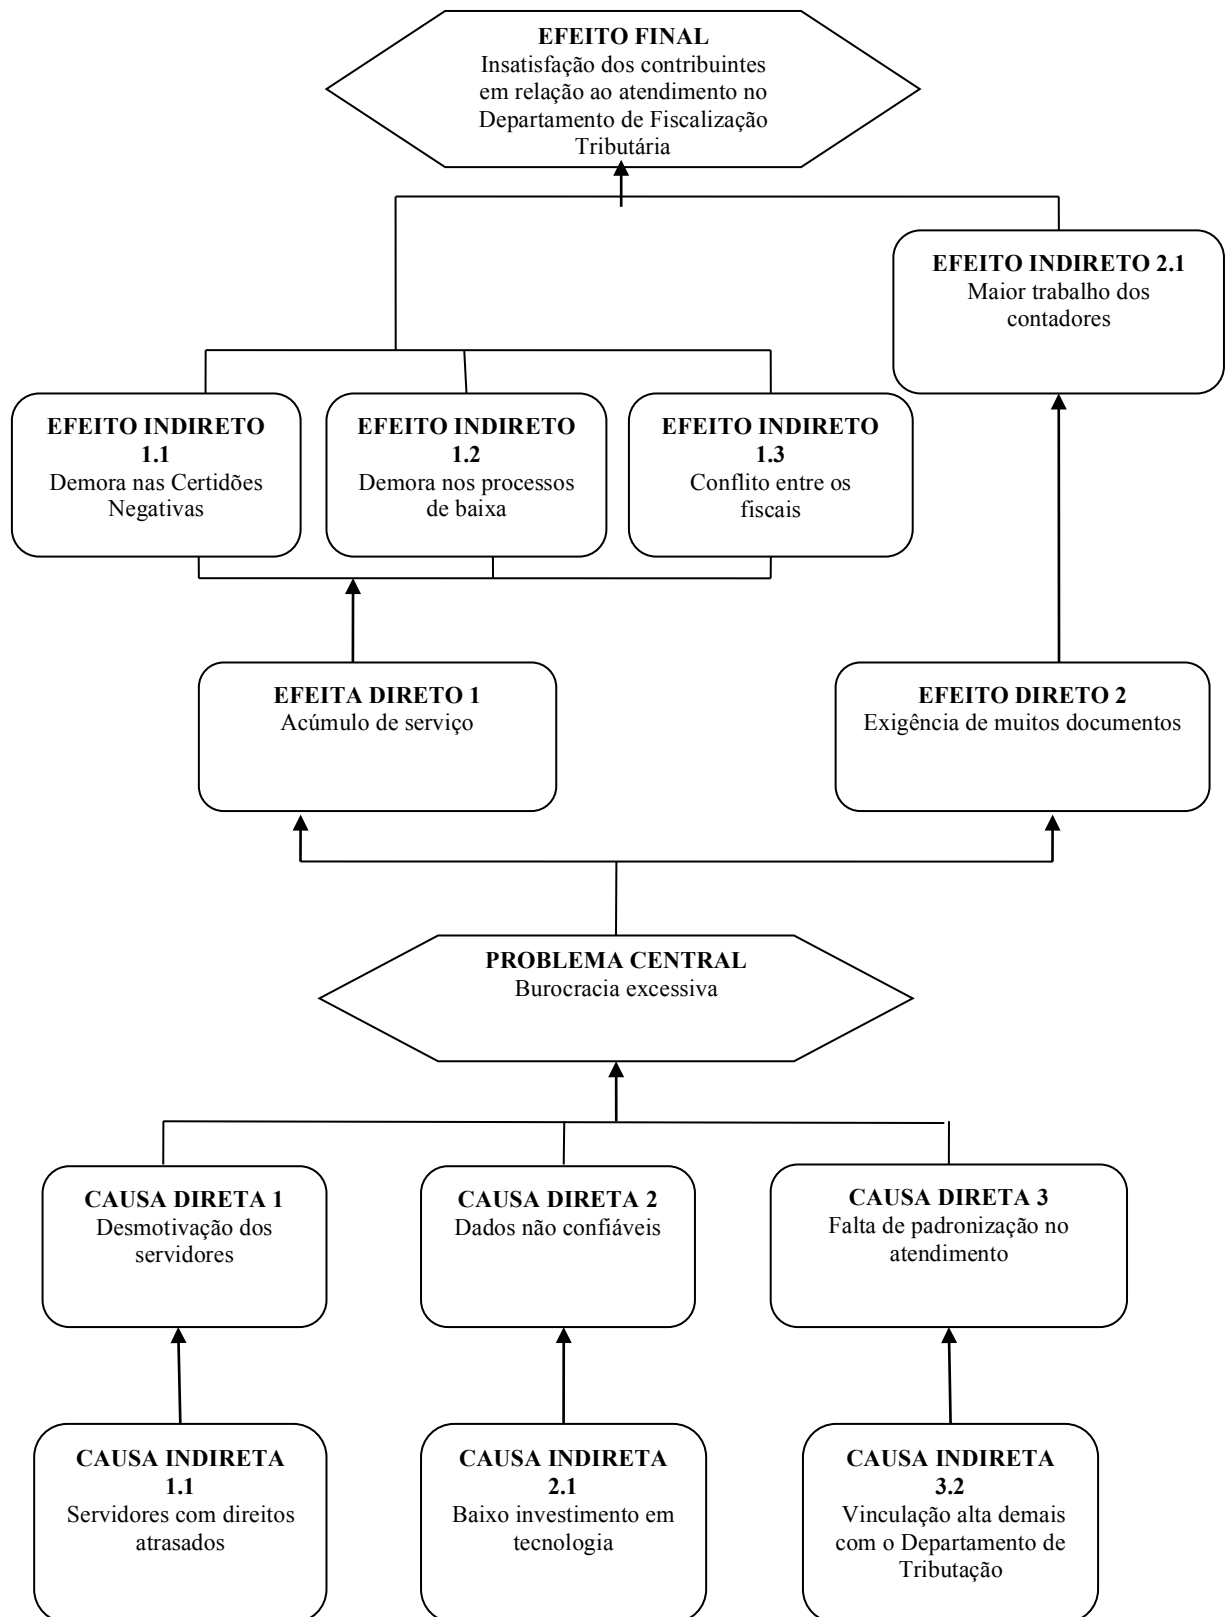 EFEITO FINAL
Insatisfação dos contribuintes
em relação ao atendimento no
Departamento de Fiscalização
Tributária
EFEITO INDIRETO 2.1
Maior trabalho dos
contadores
EFEITO INDIRETO
1.1
Demora nas Certidões
Negativas
EFEITO INDIRETO
1.2
Demora nos processos
de baixa
EFEITO INDIRETO
1.3
Conflito entre os
fiscais
EFEITA DIRETO 1
Acúmulo de serviço
EFEITO DIRETO 2
Exigência de muitos documentos
PROBLEMA CENTRAL
Burocracia excessiva
CAUSA DIRETA 1
Desmotivação dos
servidores
CAUSA DIRETA 2
Dados não confiáveis
CAUSA DIRETA 3
Falta de padronização no
atendimento
CAUSA INDIRETA
1.1
Servidores com direitos
atrasados
CAUSA INDIRETA
2.1
Baixo investimento em
tecnologia
CAUSA INDIRETA
3.2
Vinculação alta demais
com o Departamento de
Tributação